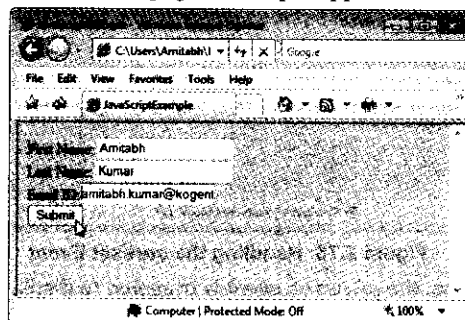 C:\Users\Amitabh\I
Google
File Edit View Favorites Tools Help
JavaScriptExample
First Name: Amitabh
Last Name: Kumar
Email ID: amitabh.kumar@kogent
Submit
Computer | Protected Mode: Off 100%